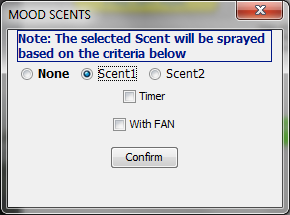 MOOD SCENTS
Note: The selected Scent will be sprayed
based on the criteria below
None Scent1 Scent2
Timer
With FAN
Confirm